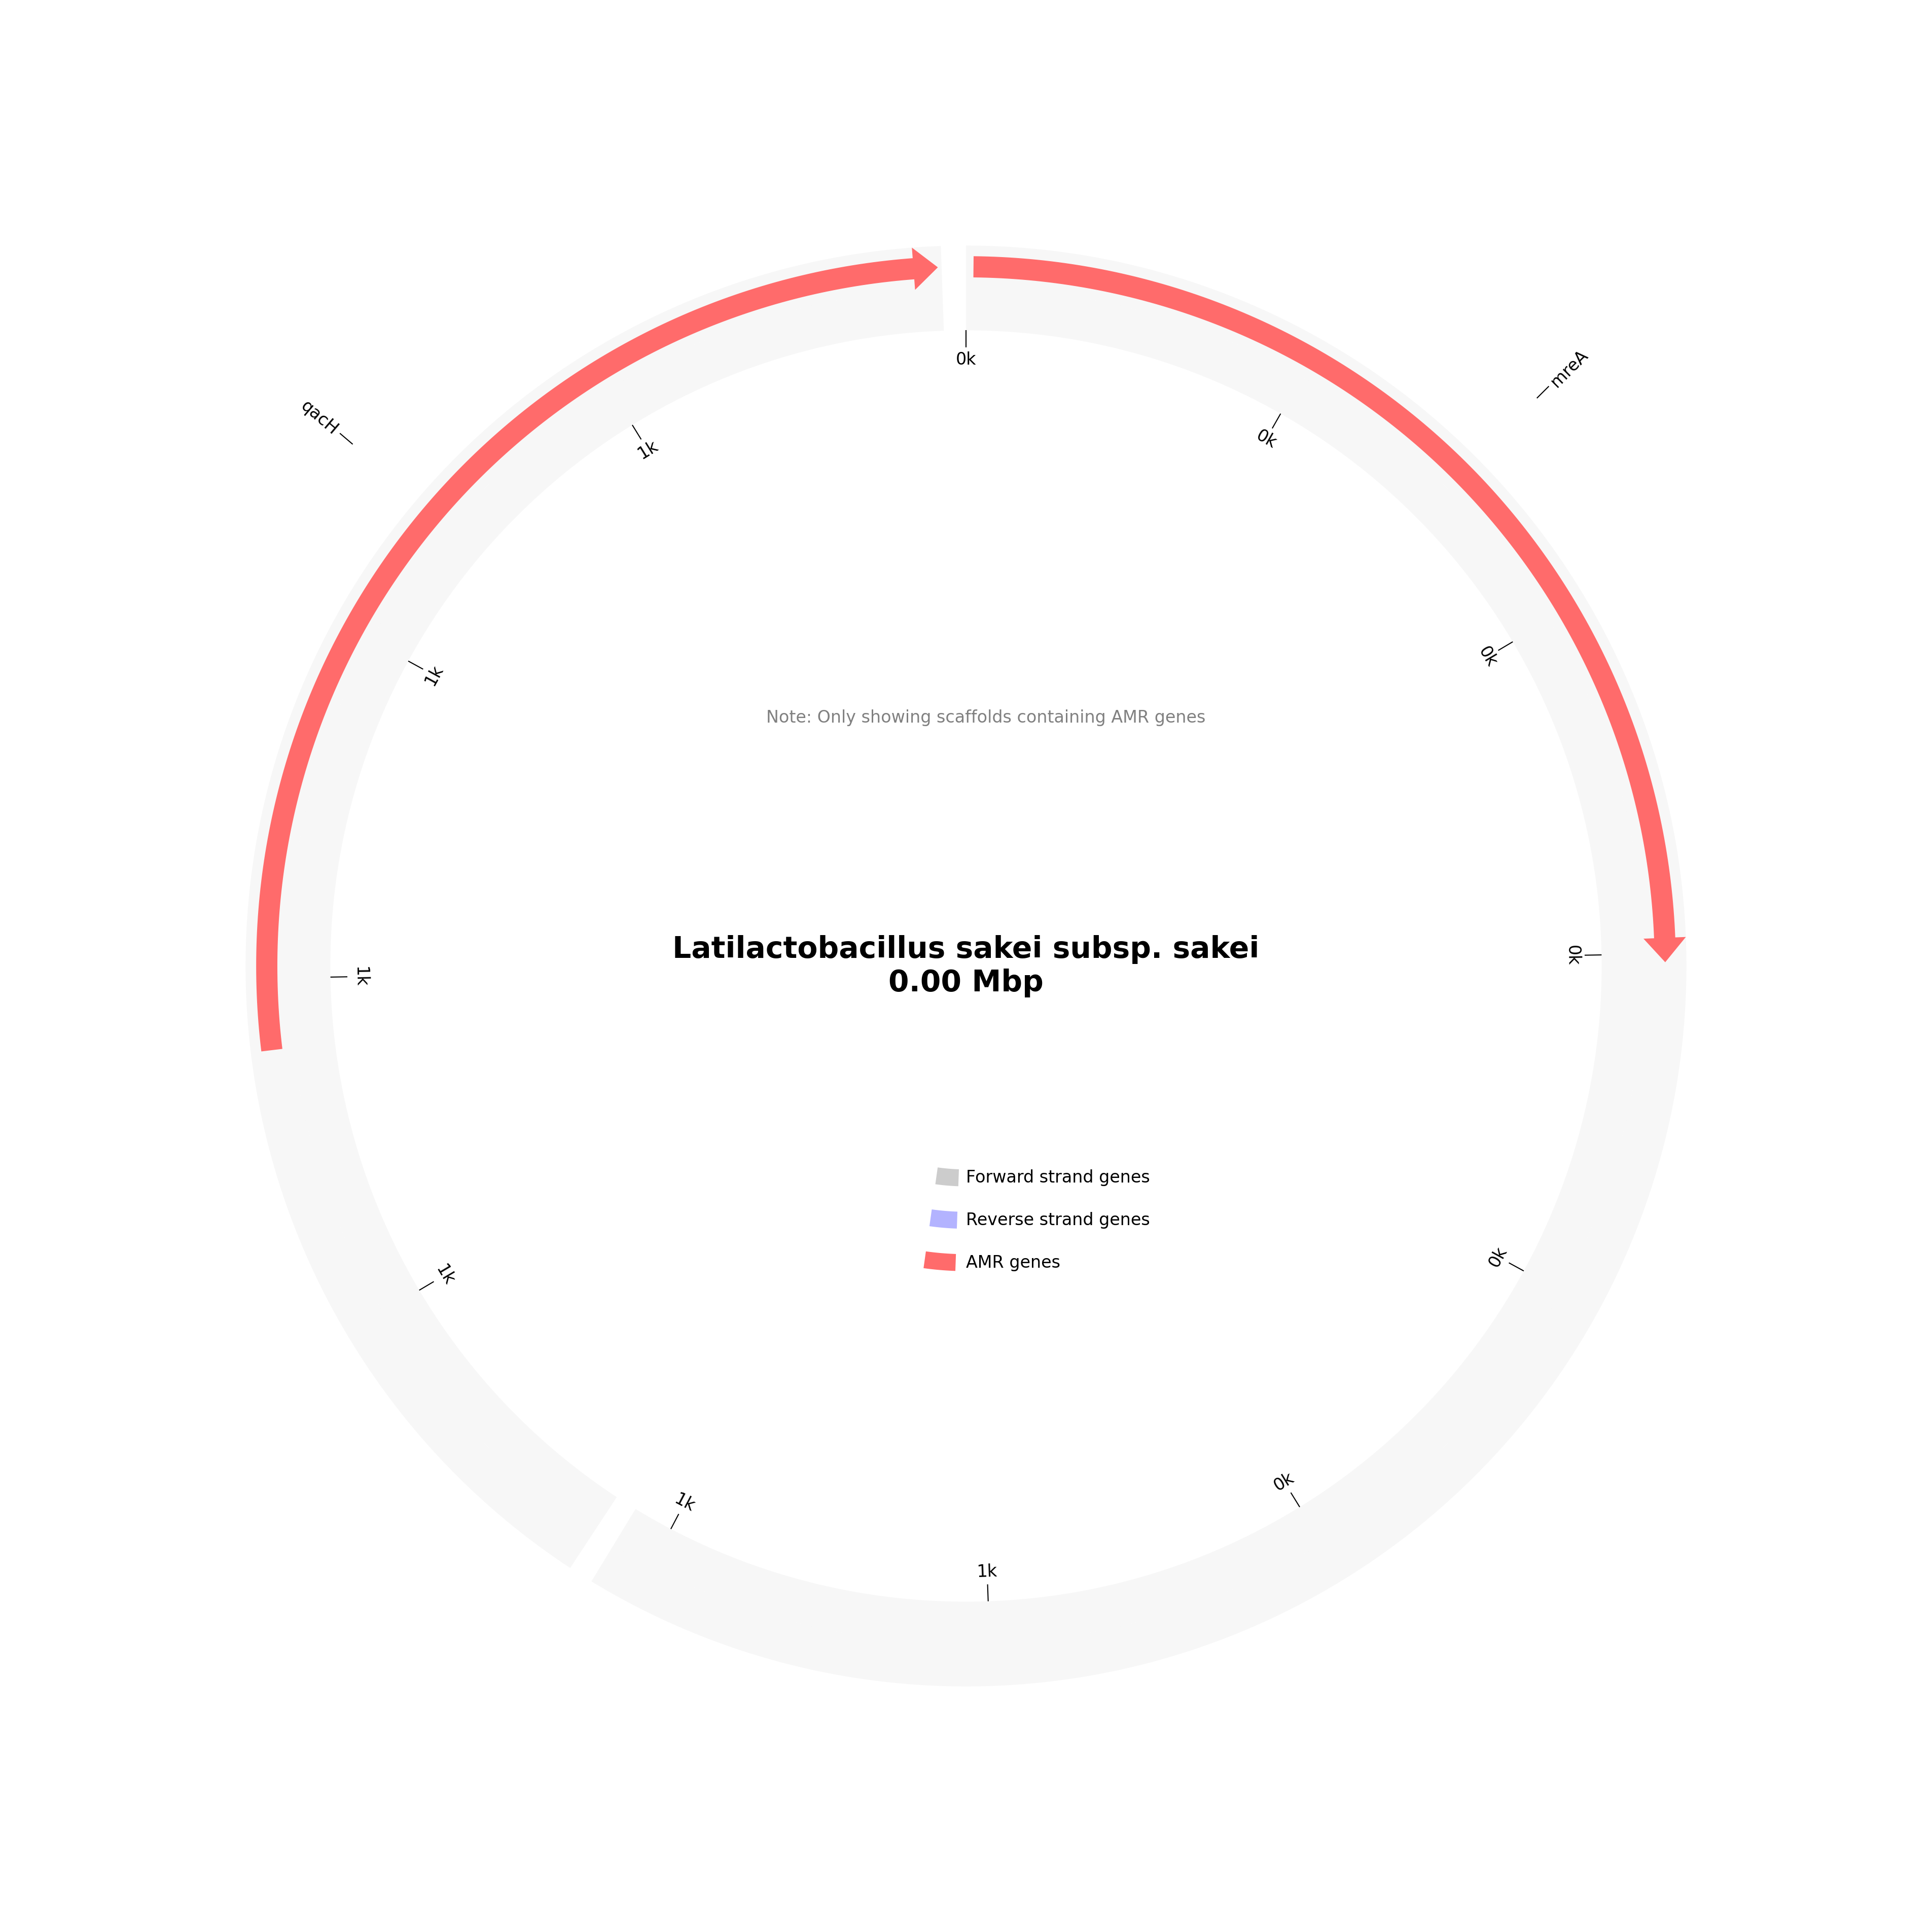 qacH
mreA
0k
0k
0k
0k
0k
0k
1k
1k
1k
1k
1k
1k
Note: Only showing scaffolds containing AMR genes
Latilactobacillus sakei subsp. sakei
0.00 Mbp
Forward strand genes
Reverse strand genes
AMR genes